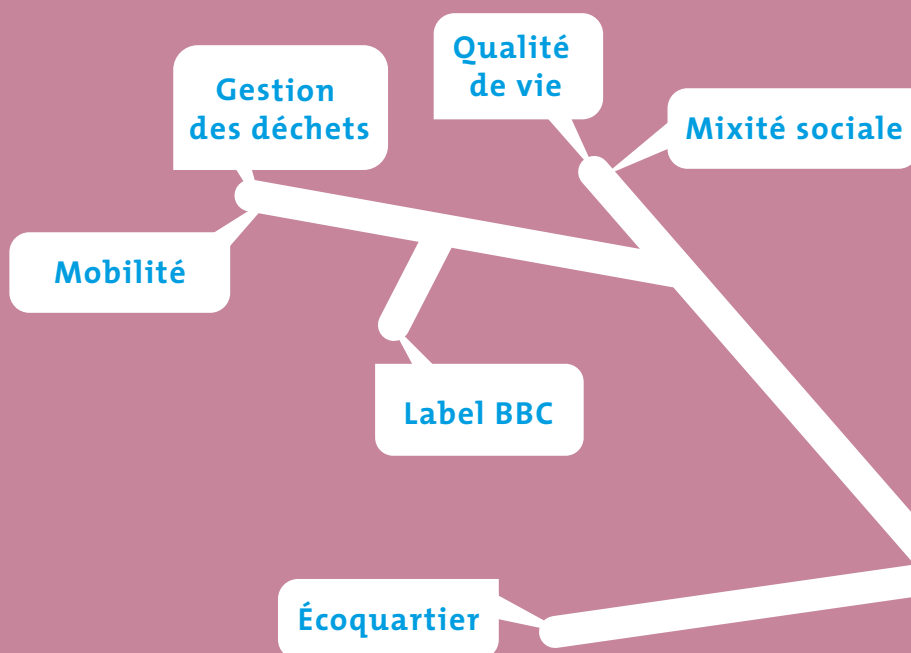 Qualité
de vie
Gestion
des déchets
Mixité sociale
Mobilité
Label BBC
Écoquartier